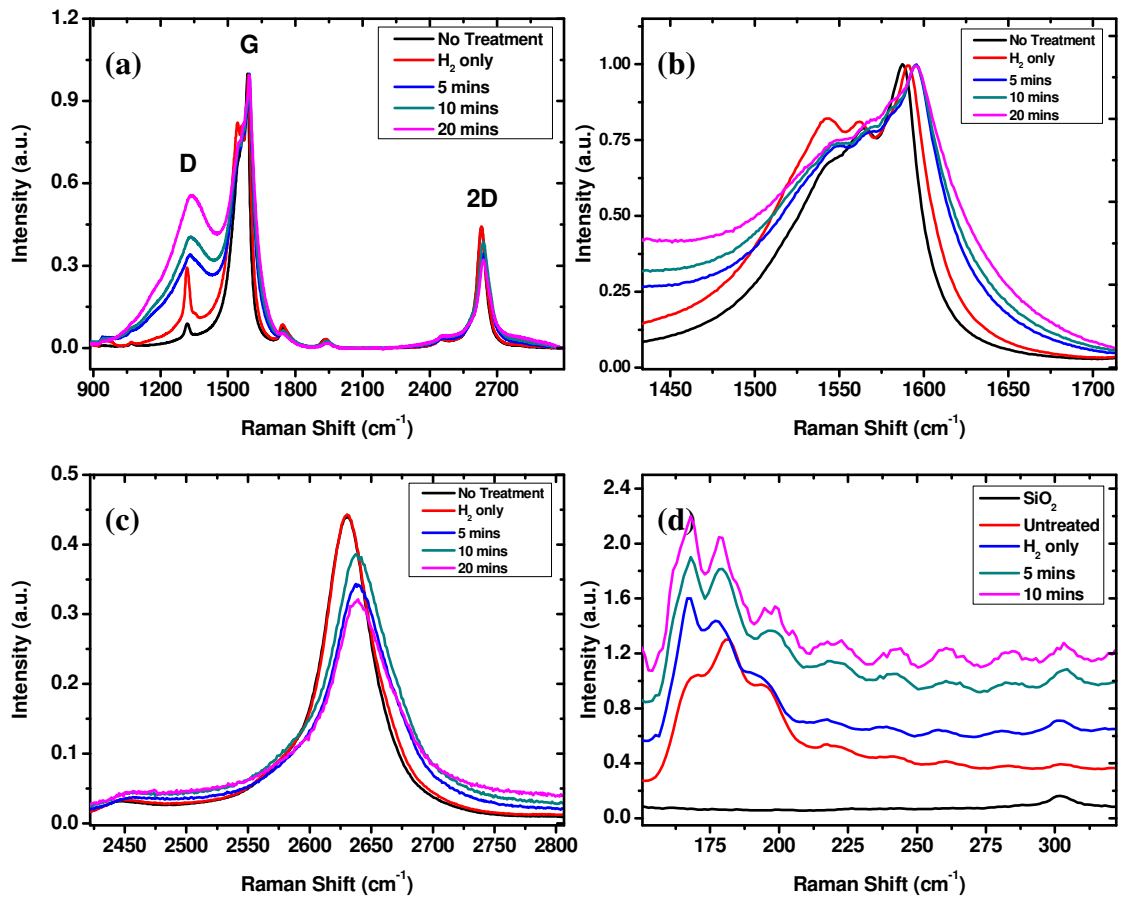 (a)
G
D
2D
No Treatment
H₂ only
5 mins
10 mins
20 mins
1.2
0.9
0.6
0.3
0.0
Intensity (a.u.)
900 1200 1500 1800 2100 2400 2700
Raman Shift (cm⁻¹)
(b)
No Treatment
H₂ only
5 mins
10 mins
20 mins
1.00
0.75
0.50
0.25
0.00
Intensity (a.u.)
1450 1500 1550 1600 1650 1700
Raman Shift (cm⁻¹)
(c)
No Treatment
H₂ only
5 mins
10 mins
20 mins
0.5
0.4
0.3
0.2
0.1
0.0
Intensity (a.u.)
2450 2500 2550 2600 2650 2700 2750 2800
Raman Shift (cm⁻¹)
(d)
SiO₂
Untreated
H₂ only
5 mins
10 mins
2.4
2.0
1.6
1.2
0.8
0.4
0.0
Intensity (a.u.)
175 200 225 250 275 300
Raman Shift (cm⁻¹)